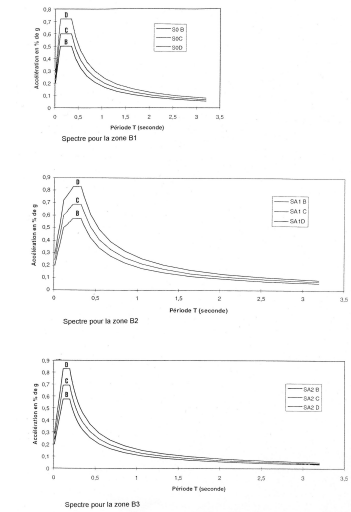 0,8
0,7
0,6
0,5
0,4
0,3
0,2
0,1
0
Accélération en % de g
D
C
B
S0 B
S0C
S0D
0 0,5 1 1,5 2 2,5 3 3,5
Période T (seconde)
Spectre pour la zone B1
0,9
0,8
0,7
0,6
0,5
0,4
0,3
0,2
0,1
0
Accélération en % de g
D
C
B
SA1 B
SA1 C
SA1D
0 0,5 1 1,5 2 2,5 3 3,5
Période T (seconde)
Spectre pour la zone B2
0,9
0,8
0,7
0,6
0,5
0,4
0,3
0,2
0,1
0
Accélération en % de g
D
C
B
SA2 B
SA2 C
SA2 D
0 0,5 1 1,5 2 2,5 3 3,5
Période T (seconde)
Spectre pour la zone B3